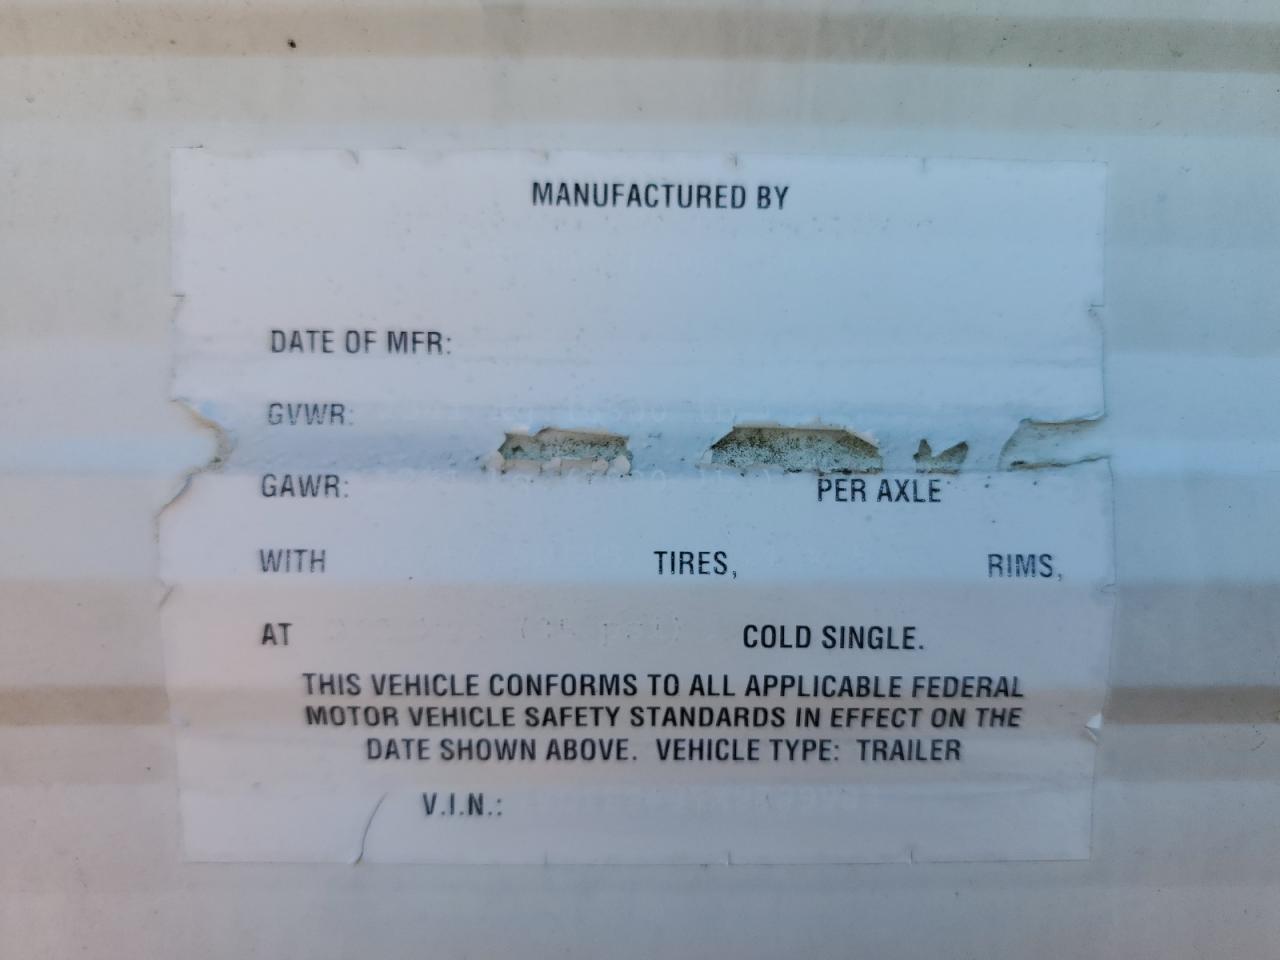 MANUFACTURED BY
DATE OF MFR:
GVWR:
GAWR: PER AXLE
WITH TIRES, RIMS,
AT COLD SINGLE.
THIS VEHICLE CONFORMS TO ALL APPLICABLE FEDERAL
MOTOR VEHICLE SAFETY STANDARDS IN EFFECT ON THE
DATE SHOWN ABOVE. VEHICLE TYPE: TRAILER
V.I.N.: